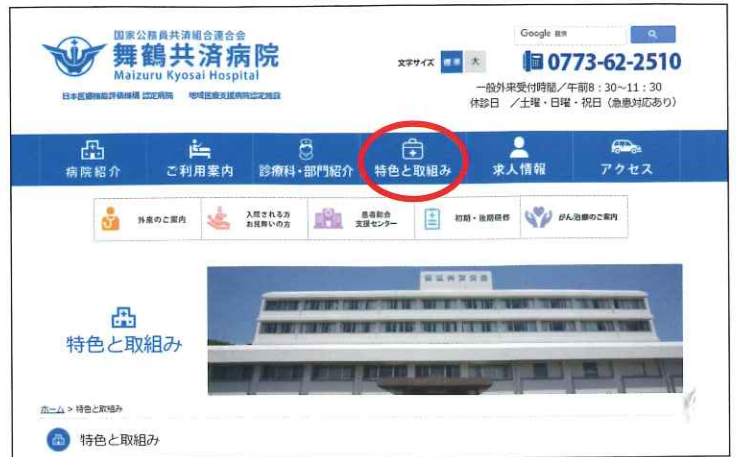 国家公務員共済組合連合会
舞鶴共済病院
Maizuru Kyosai Hospital
日本医療機能評価機構 認定病院 地域医療支援病院認定施設
Google 提供
文字サイズ 標準 大
0773-62-2510
一般外来受付時間／午前8：30～11：30
休診日 ／土曜・日曜・祝日（急患対応あり）
病院紹介 ご利用案内 診療科・部門紹介 特色と取組み 求人情報 アクセス
外来のご案内
入院される方
お見舞いの方
患者総合
支援センター
初期・後期研修
がん治療のご案内
特色と取組み
ホーム > 特色と取組み
特色と取組み